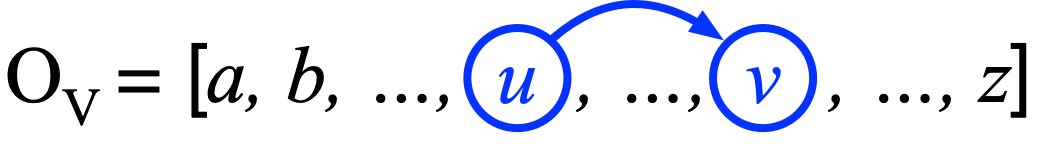 O_V = [a, b, ..., u, ..., v, ..., z]